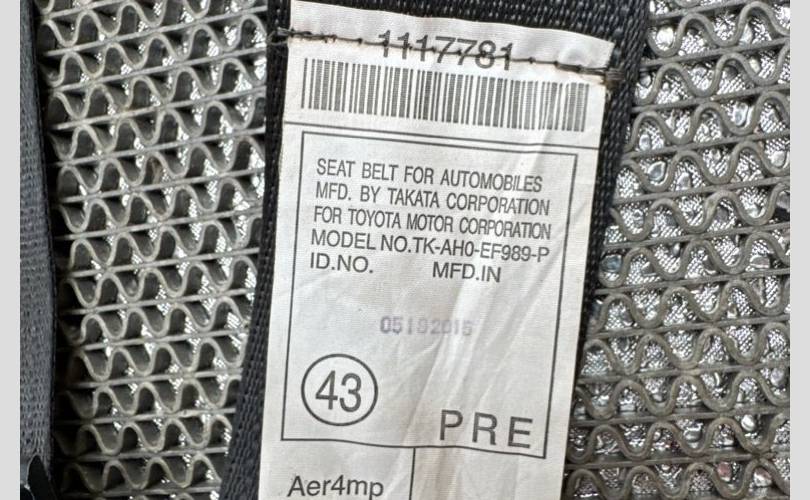 1117781
SEAT BELT FOR AUTOMOBILES
MFD. BY TAKATA CORPORATION
FOR TOYOTA MOTOR CORPORATION
MODEL NO.TK-AH0-EF989-P
ID.NO. MFD.IN
05192015
43 PRE
Aer4mp